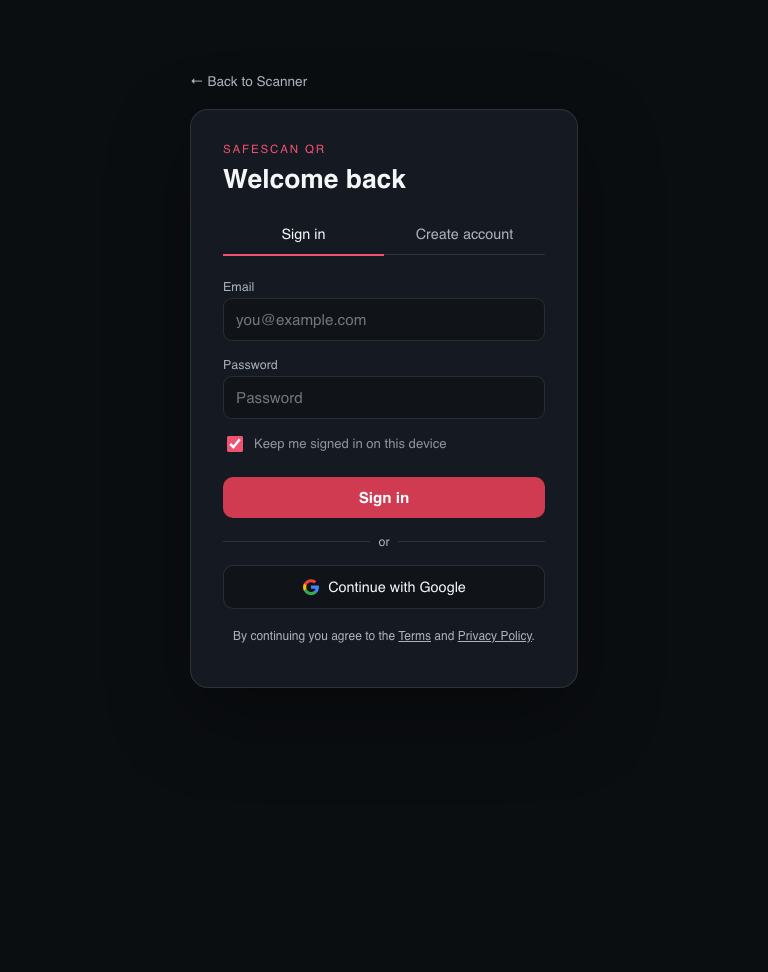 ← Back to Scanner
SAFESCAN QR
Welcome back
Sign in
Create account
Email
you@example.com
Password
Password
Keep me signed in on this device
Sign in
or
Continue with Google
By continuing you agree to the Terms and Privacy Policy.